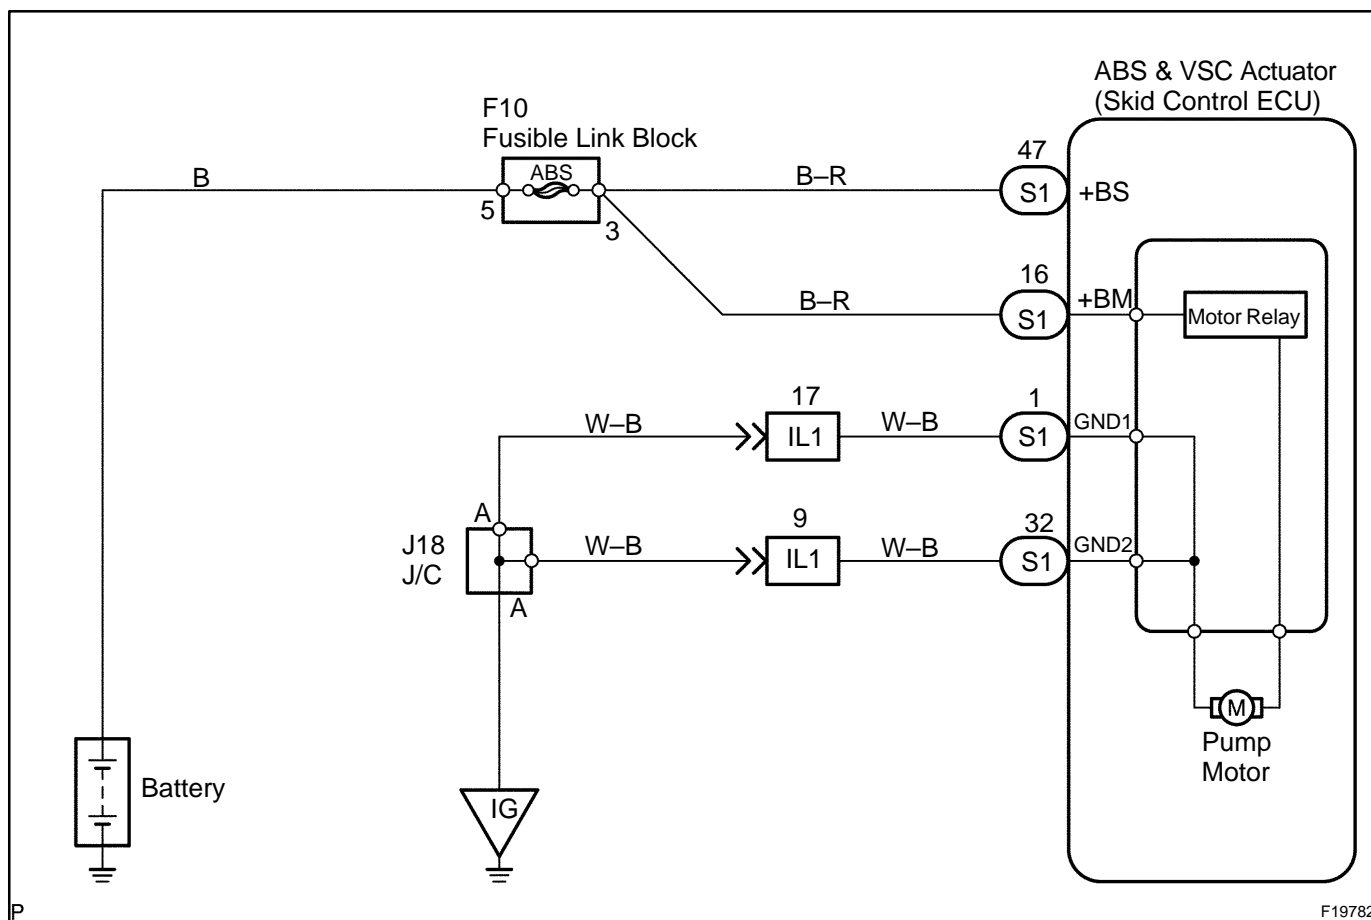 ABS & VSC Actuator
(Skid Control ECU)
F10
Fusible Link Block
ABS
B
5
3
B–R
47
S1
+BS
B–R
16
S1
+BM
Motor Relay
W–B
17
IL1
W–B
1
S1
GND1
J18
J/C
A
A
W–B
9
IL1
W–B
32
S1
GND2
M
Pump
Motor
Battery
IG
P
F19782